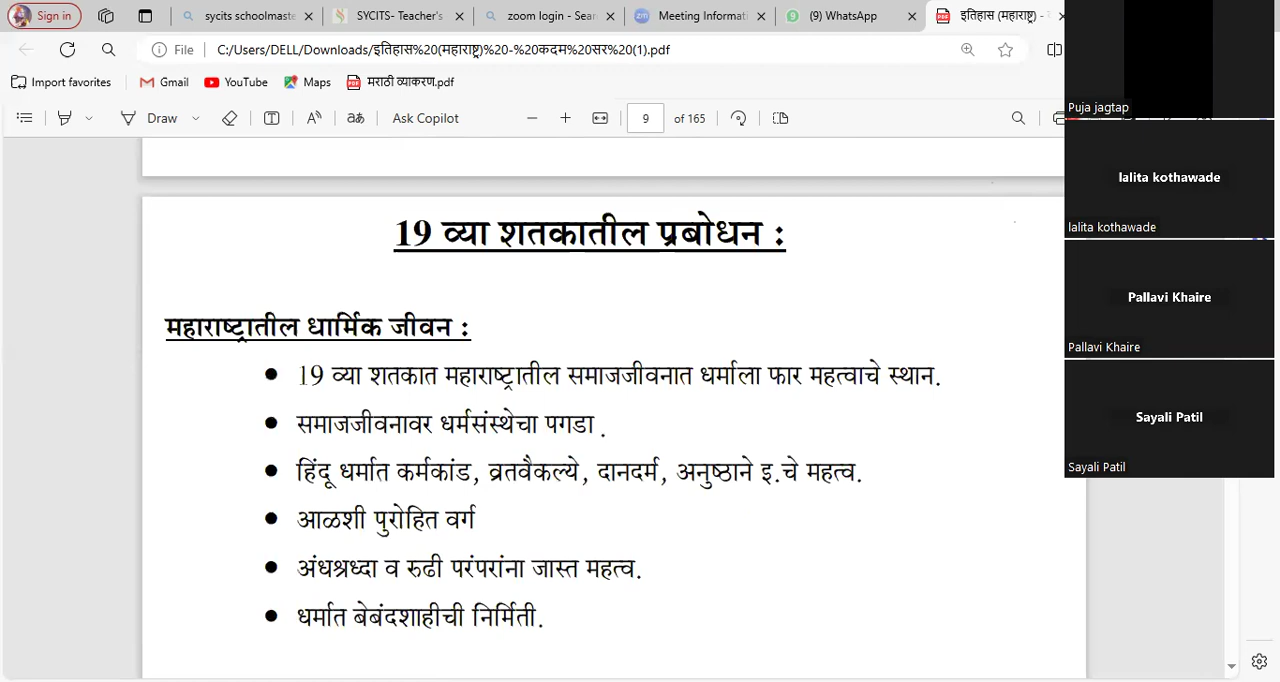 Sign in
sycits schoolmaste
SYCITS- Teacher's
zoom login - Sear
Meeting Informati
(9) WhatsApp
इतिहास (महाराष्ट्र) -
File
C:/Users/DELL/Downloads/इतिहास%20(महाराष्ट्र)%20-%20कदम%20सर%20(1).pdf
Import favorites
Gmail
YouTube
Maps
मराठी व्याकरण.pdf
Draw
Ask Copilot
9 of 165
Puja jagtap
lalita kothawade
lalita kothawade
Pallavi Khaire
Pallavi Khaire
Sayali Patil
Sayali Patil
19 व्या शतकातील प्रबोधन :
महाराष्ट्रातील धार्मिक जीवन :
● 19 व्या शतकात महाराष्ट्रातील समाजजीवनात धर्माला फार महत्वाचे स्थान.
● समाजजीवनावर धर्मसंस्थेचा पगडा .
● हिंदू धर्मात कर्मकांड, व्रतवैकल्ये, दानदर्म, अनुष्ठाने इ.चे महत्व.
● आळशी पुरोहित वर्ग
● अंधश्रध्दा व रुढी परंपरांना जास्त महत्व.
● धर्मात बेबंदशाहीची निर्मिती.